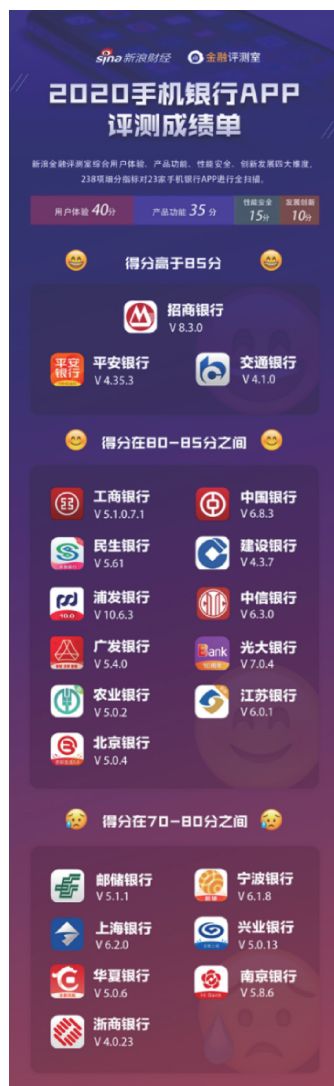 sina 新浪财经 金融评测室
2020手机银行APP
评测成绩单
新浪金融评测室综合用户体验、产品功能、性能安全、创新发展四大维度,
238项细分指标对23家手机银行APP进行全扫描。
用户体验 40分 产品功能 35 分 性能安全 15分 发展创新 10分
得分高于85分
招商银行
V 8.3.0
平安银行 平安银行 交通银行
V 4.35.3 V 4.1.0
得分在80-85分之间
工商银行 中国银行
V 5.1.0.7.1 V 6.8.3
民生银行 建设银行
V 5.61 V 4.3.7
浦发银行 中信银行
10.0 V 10.6.3 V 6.3.0
广发银行 Bank 光大银行
V 5.4.0 V 7.0.4
农业银行 江苏银行
V 5.0.2 V 6.0.1
北京银行
V 5.0.4
得分在70-80分之间
邮储银行 宁波银行
V 5.1.1 V 6.1.8
上海银行 兴业银行
V 6.2.0 V 5.0.13
华夏银行 南京银行
V 5.0.6 V 5.8.6
浙商银行
V 4.0.23